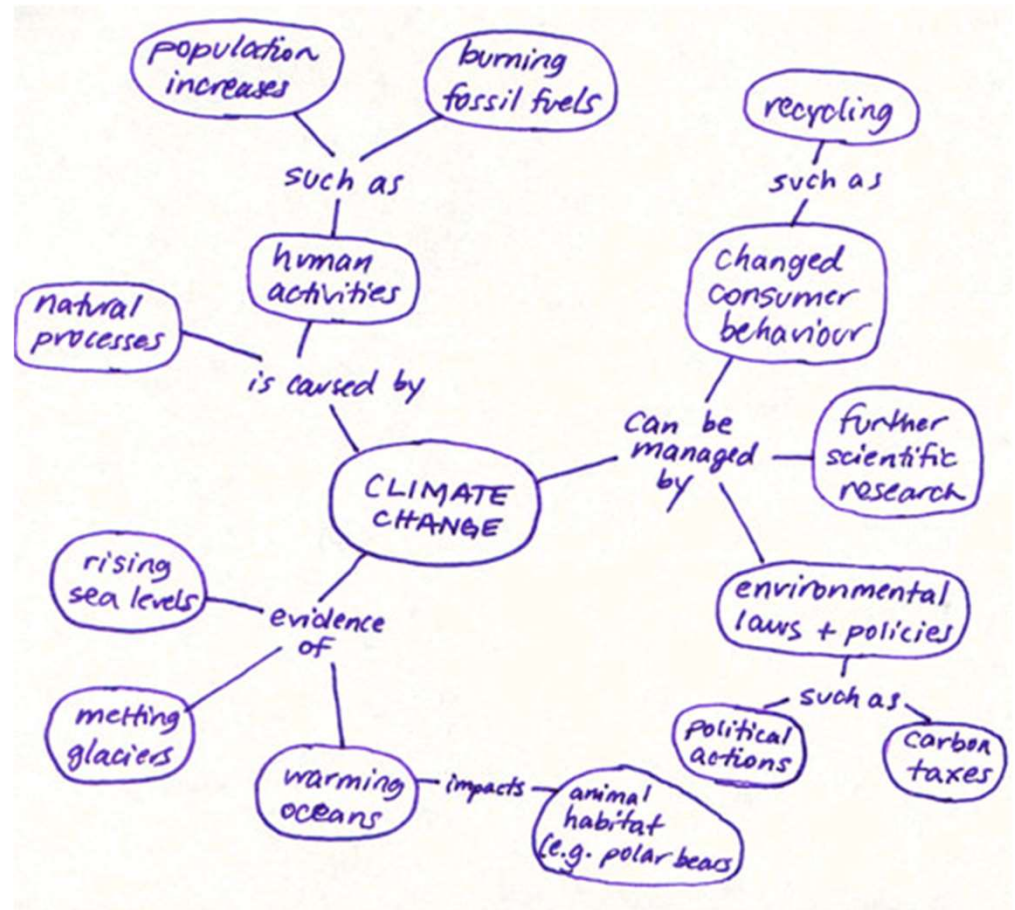 population
increases
burning
fossil fuels
recycling
such as
such as
human
activities
changed
consumer
behaviour
natural
processes
is caused by
can be
managed
by
further
scientific
research
CLIMATE
CHANGE
rising
sea levels
evidence
of
environmental
laws + policies
melting
glaciers
such as
political
actions
carbon
taxes
warming
oceans
impacts
animal
habitat
(e.g. polar bears